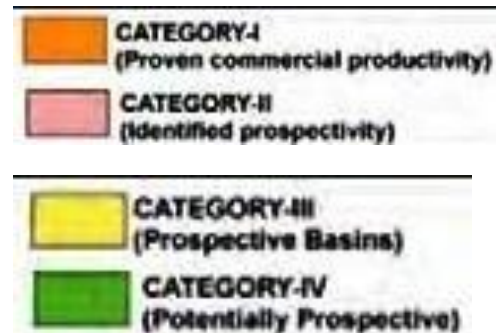 CATEGORY-I
(Proven commercial productivity)
CATEGORY-II
(Identified prospectivity)
CATEGORY-III
(Prospective Basins)
CATEGORY-IV
(Potentially Prospective)